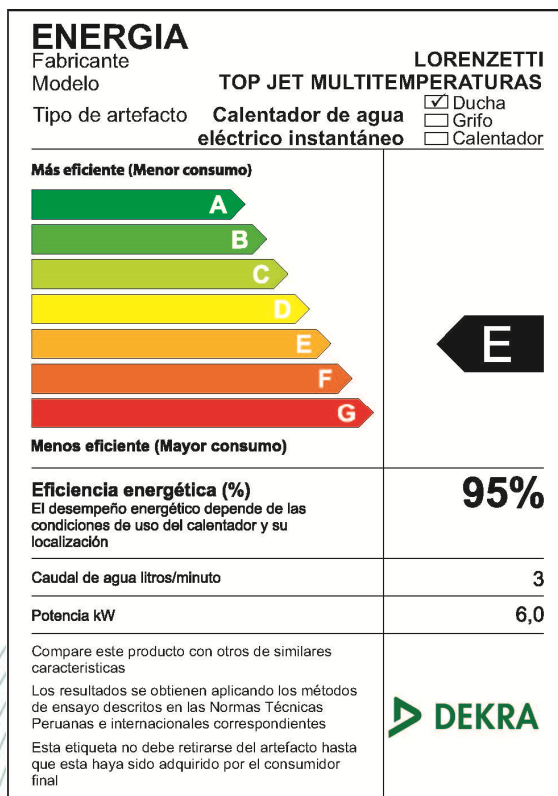 ENERGIA
Fabricante LORENZETTI
Modelo TOP JET MULTITEMPERATURAS
Tipo de artefacto Calentador de agua
eléctrico instantáneo
Ducha
Grifo
Calentador
Más eficiente (Menor consumo)
A
B
C
D
E
F
G
E
Menos eficiente (Mayor consumo)
Eficiencia energética (%) 95%
El desempeño energético depende de las
condiciones de uso del calentador y su
localización
Caudal de agua litros/minuto 3
Potencia kW 6,0
Compare este producto con otros de similares
caracteristicas
Los resultados se obtienen aplicando los métodos
de ensayo descritos en las Normas Técnicas
Peruanas e internacionales correspondientes
Esta etiqueta no debe retirarse del artefacto hasta
que esta haya sido adquirido por el consumidor
final
DEKRA